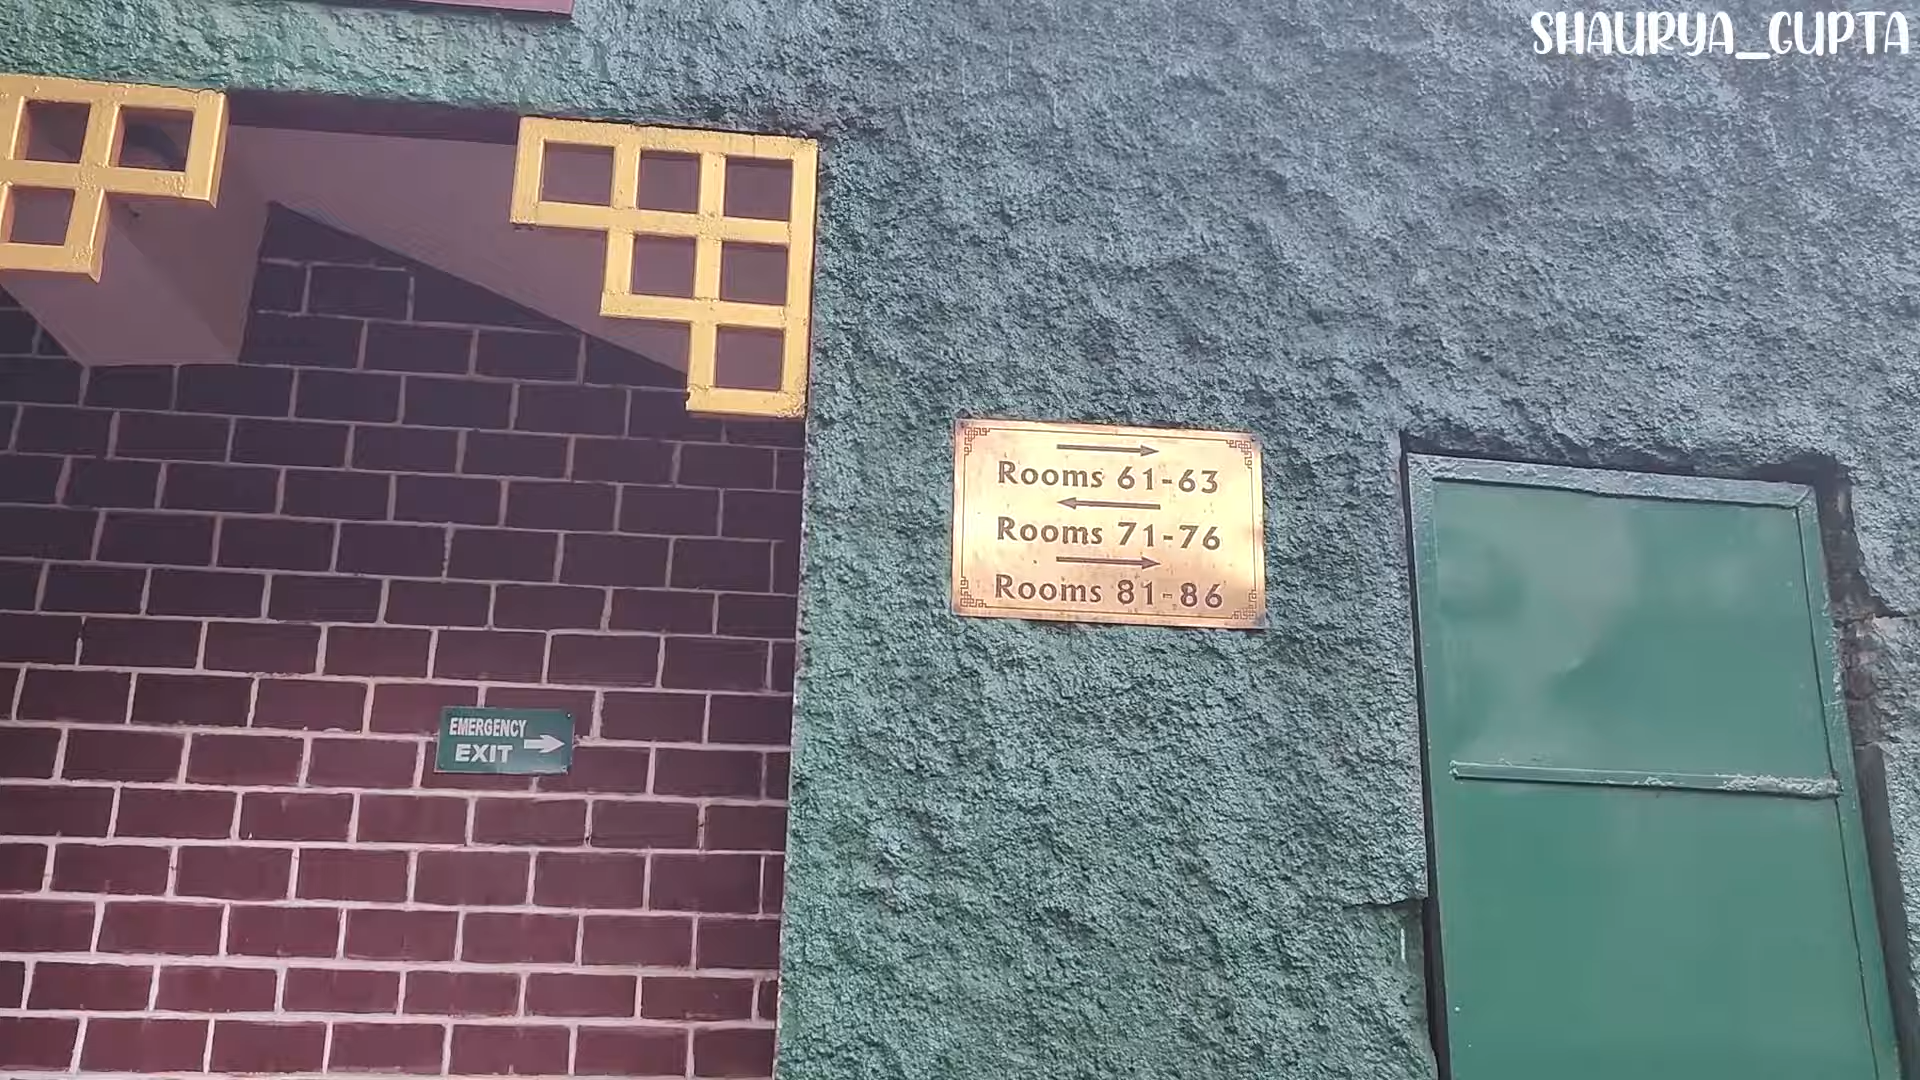 SHAURYA_GUPTA
Rooms 61-63
Rooms 71-76
Rooms 81-86
EMERGENCY
EXIT